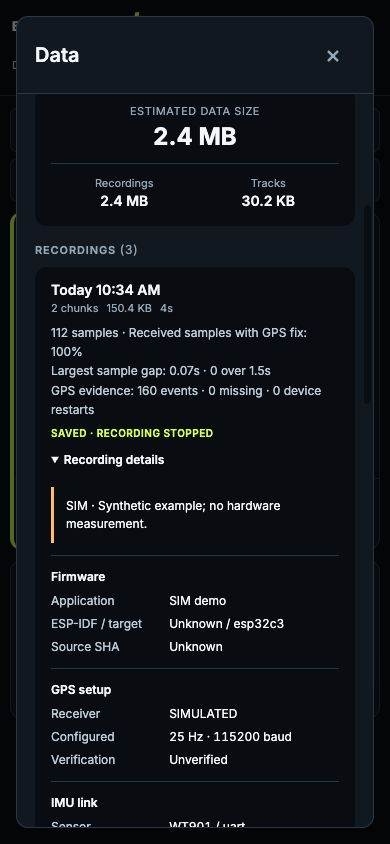 Data
ESTIMATED DATA SIZE
2.4 MB
Recordings Tracks
2.4 MB 30.2 KB
RECORDINGS (3)
Today 10:34 AM
2 chunks 150.4 KB 4s
112 samples · Received samples with GPS fix:
100%
Largest sample gap: 0.07s · 0 over 1.5s
GPS evidence: 160 events · 0 missing · 0 device
restarts
SAVED · RECORDING STOPPED
▼ Recording details
SIM · Synthetic example; no hardware
measurement.
Firmware
Application SIM demo
ESP-IDF / target Unknown / esp32c3
Source SHA Unknown
GPS setup
Receiver SIMULATED
Configured 25 Hz · 115200 baud
Verification Unverified
IMU link
Sensor WT901 / uart